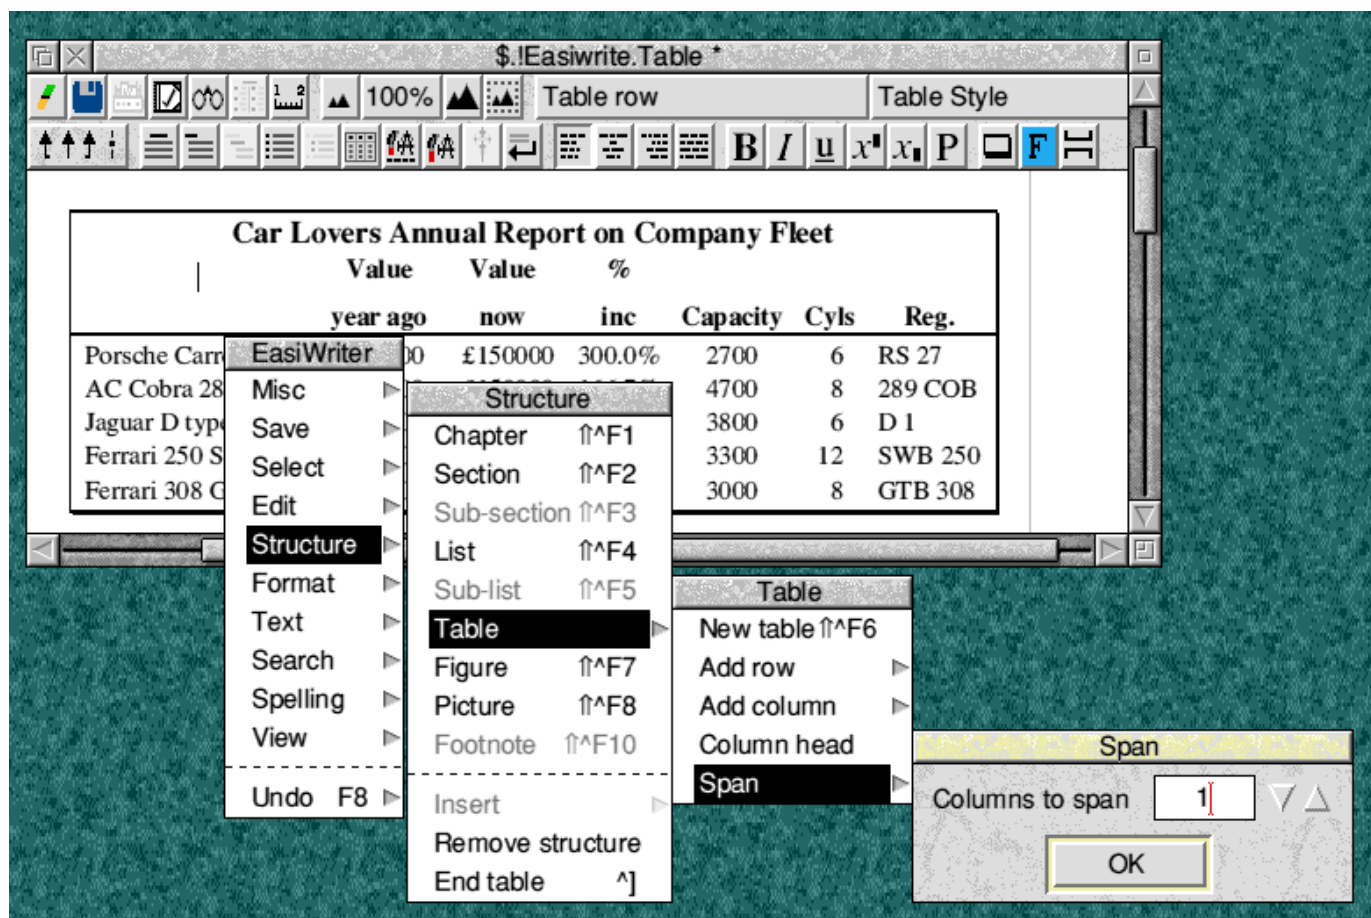 $.!Easiwrite.Table *
1 2 100% Table row Table Style
B I u x x P F
Car Lovers Annual Report on Company Fleet
Value Value %
year ago now inc Capacity Cyls Reg.
Porsche Carr 00 £150000 300.0% 2700 6 RS 27
AC Cobra 28 4700 8 289 COB
Jaguar D type 3800 6 D 1
Ferrari 250 S 3300 12 SWB 250
Ferrari 308 G 3000 8 GTB 308
EasiWriter
Misc
Save
Select
Edit
Structure
Format
Text
Search
Spelling
View
Undo F8
Structure
Chapter ⇑^F1
Section ⇑^F2
Sub-section ⇑^F3
List ⇑^F4
Sub-list ⇑^F5
Table
Figure ⇑^F7
Picture ⇑^F8
Footnote ⇑^F10
Insert
Remove structure
End table ^]
Table
New table ⇑^F6
Add row
Add column
Column head
Span
Span
Columns to span 1
OK